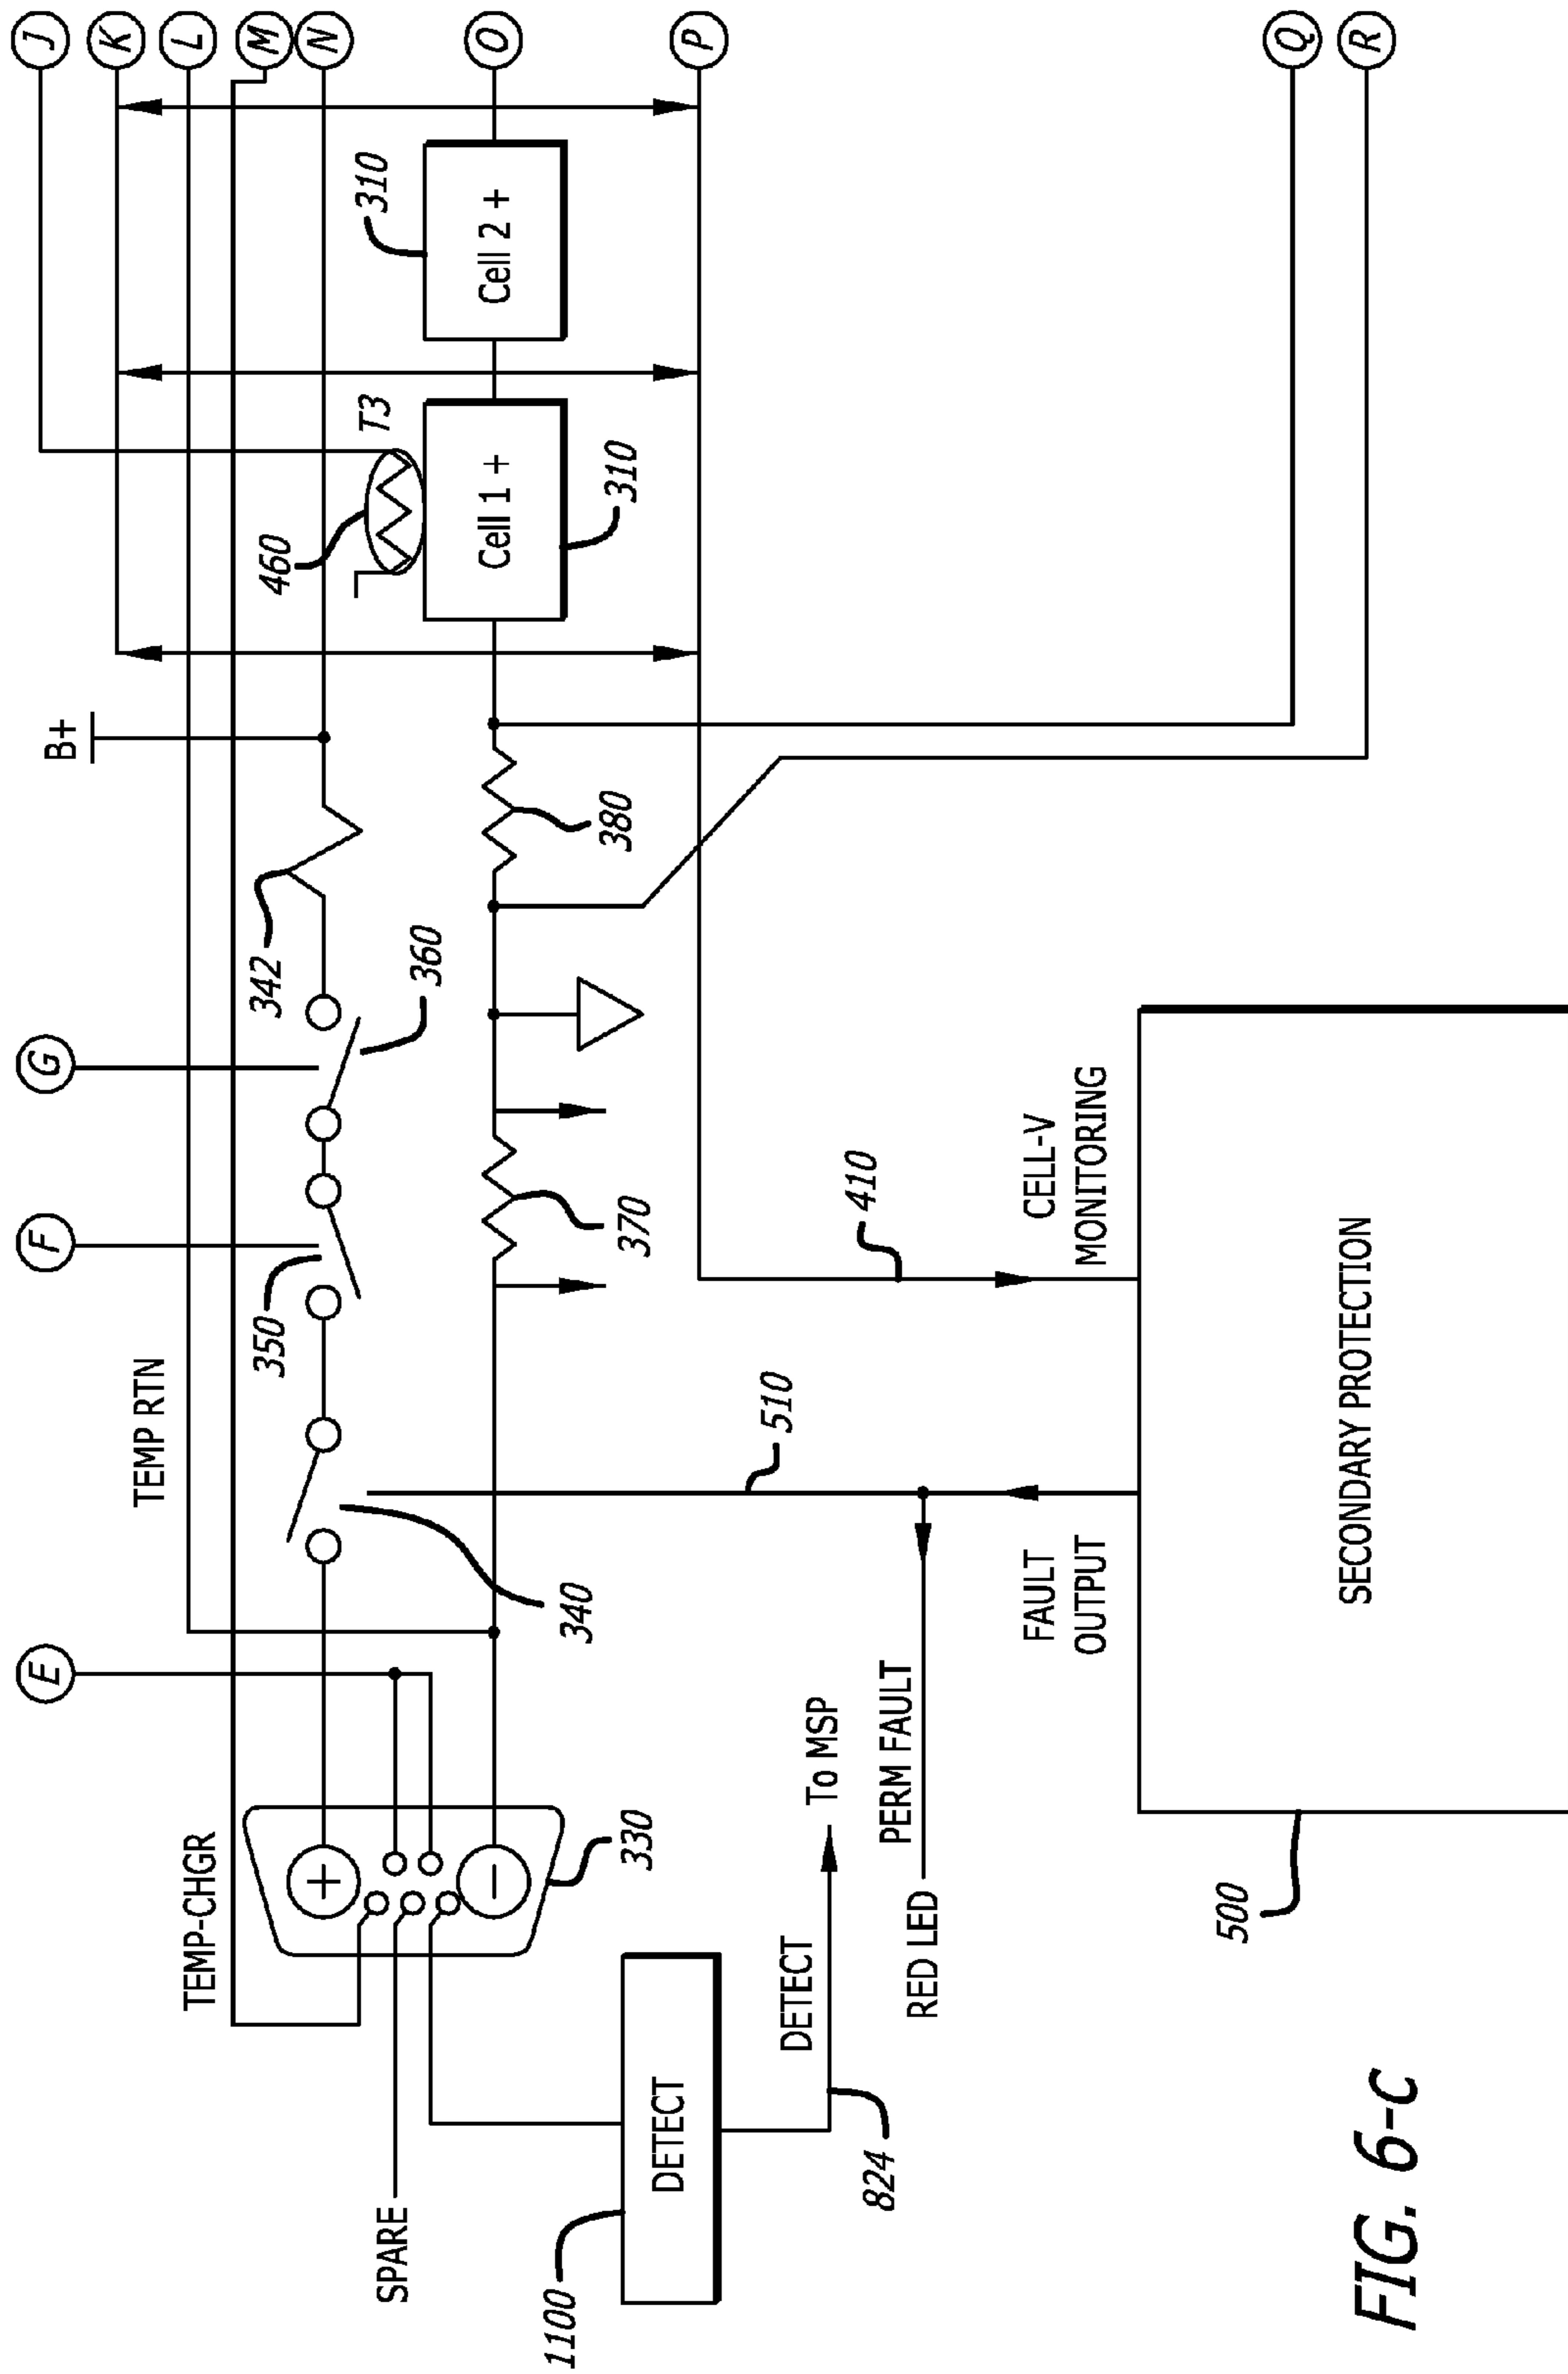 E
F
G
J
K
L
M
N
O
P
Q
R
B+
TEMP RTN
TEMP-CHGR
342
350
360
340
460
T3
310
Cell 1 +
310
Cell 2 +
380
370
330
SPARE
1100
DETECT
DETECT
To MSP
824
RED LED
PERM FAULT
510
410
FAULT
OUTPUT
CELL-V
MONITORING
500
SECONDARY PROTECTION
+
−
FIG. 6-C